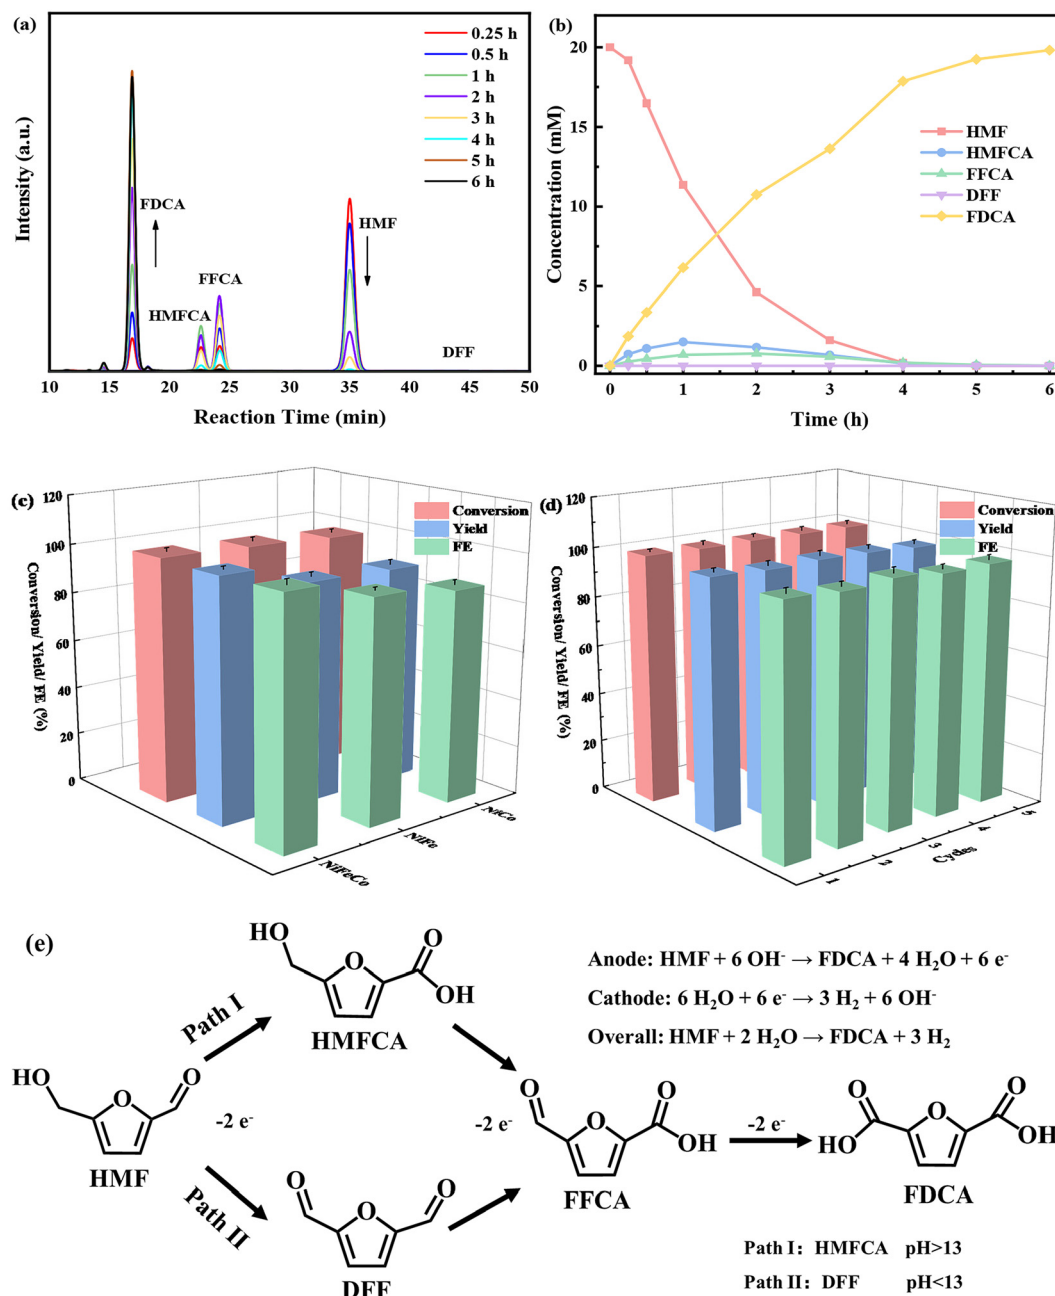 (a)
0.25 h
0.5 h
1 h
2 h
3 h
4 h
5 h
6 h
FDCA
HMF
FFCA
HMFCA
DFF
Intensity (a.u.)
10 15 20 25 30 35 40 45 50
Reaction Time (min)
(b)
20
15
10
5
0
Concentration (mM)
HMF
HMFCA
FFCA
DFF
FDCA
0 1 2 3 4 5 6
Time (h)
(c)
120
100
80
60
40
20
0
Conversion/ Yield/ FE (%)
Conversion
Yield
FE
NiCo
NiFe
NiFeCo
(d)
120
100
80
60
40
20
0
Conversion/ Yield/ FE (%)
Conversion
Yield
FE
1 2 3 4 5
Cycles
(e)
HO
O
O
OH
HMFCA
Path I
Anode: HMF + 6 OH⁻ → FDCA + 4 H₂O + 6 e⁻
Cathode: 6 H₂O + 6 e⁻ → 3 H₂ + 6 OH⁻
Overall: HMF + 2 H₂O → FDCA + 3 H₂
HO
O
O
HMF
-2 e⁻
-2 e⁻
O
O
O
OH
FFCA
-2 e⁻
O
O
O
HO
OH
FDCA
Path II
O
O
O
DFF
Path I: HMFCA pH>13
Path II: DFF pH<13